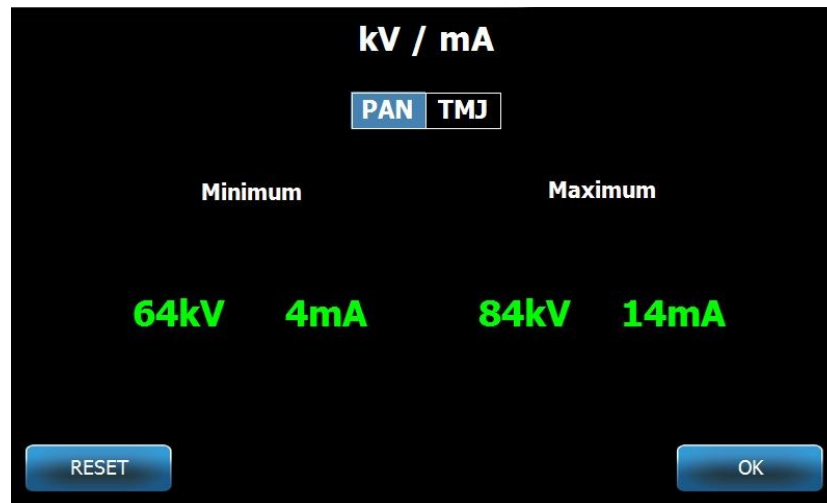 kV / mA
PAN TMJ
Minimum Maximum
64kV 4mA 84kV 14mA
RESET OK